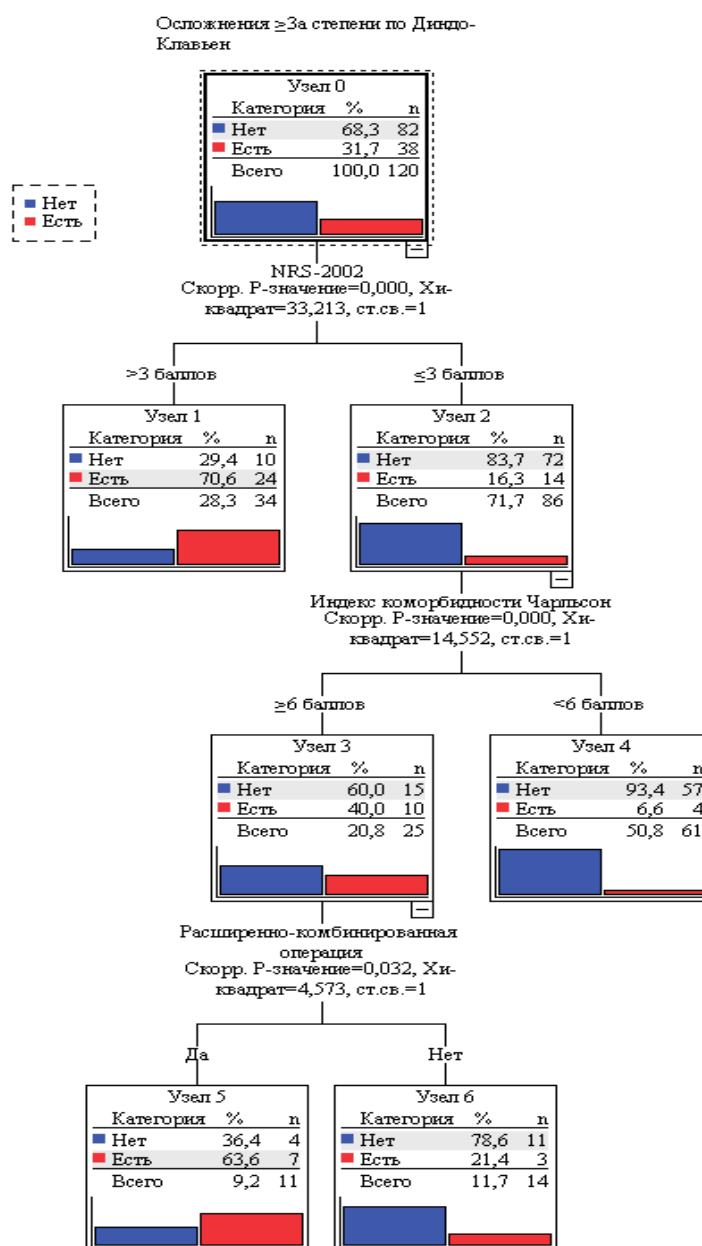 Осложнения ≥3а степени по Диндо-
Клавьен
Узел 0
Категория % n
Нет 68,3 82
Есть 31,7 38
Всего 100,0 120
Нет
Есть
NRS-2002
Скорр. Р-значение=0,000, Хи-
квадрат=33,213, ст.св.=1
>3 баллов
≤3 баллов
Узел 1
Категория % n
Нет 29,4 10
Есть 70,6 24
Всего 28,3 34
Узел 2
Категория % n
Нет 83,7 72
Есть 16,3 14
Всего 71,7 86
Индекс коморбидности Чарльсон
Скорр. Р-значение=0,000, Хи-
квадрат=14,552, ст.св.=1
≥6 баллов
<6 баллов
Узел 3
Категория % n
Нет 60,0 15
Есть 40,0 10
Всего 20,8 25
Узел 4
Категория % n
Нет 93,4 57
Есть 6,6 4
Всего 50,8 61
Расширенно-комбинированная
операция
Скорр. Р-значение=0,032, Хи-
квадрат=4,573, ст.св.=1
Да
Нет
Узел 5
Категория % n
Нет 36,4 4
Есть 63,6 7
Всего 9,2 11
Узел 6
Категория % n
Нет 78,6 11
Есть 21,4 3
Всего 11,7 14